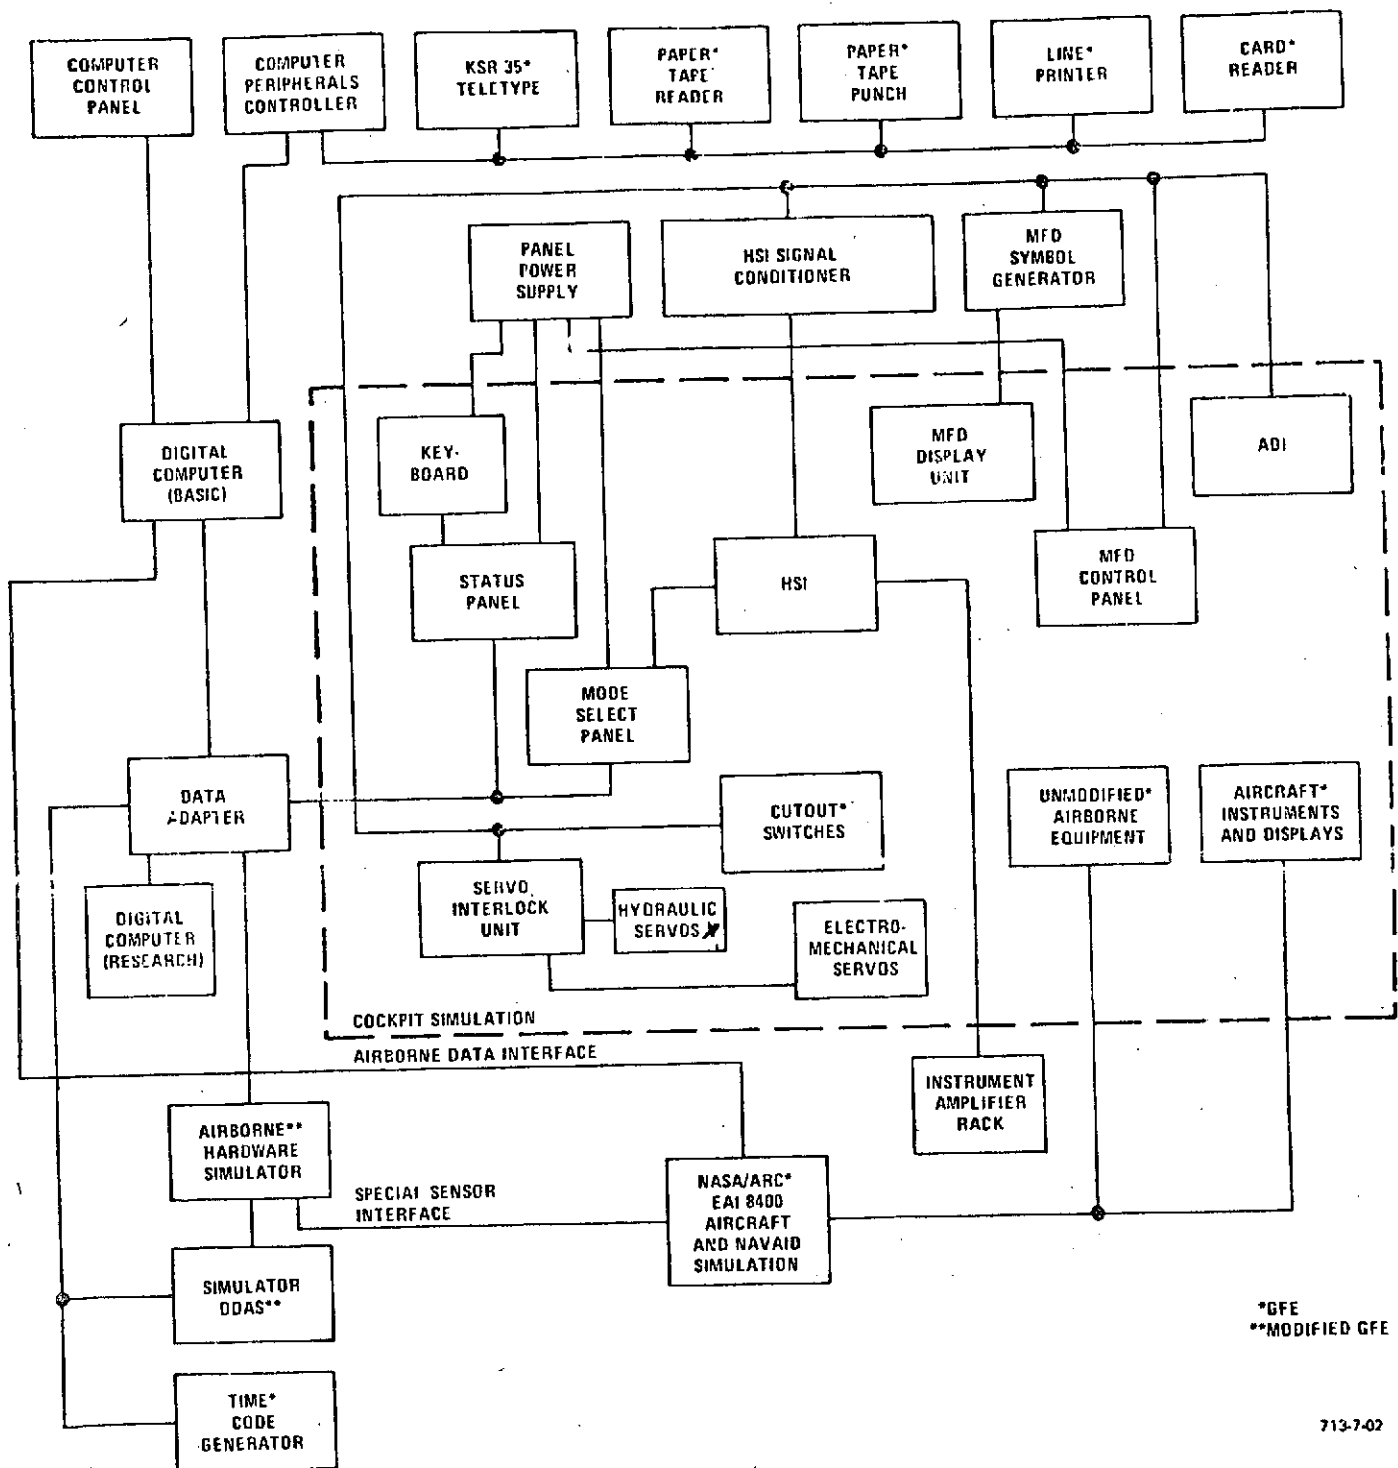 COMPUTER
CONTROL
PANEL
COMPUTER
PERIPHERALS
CONTROLLER
KSR 35*
TELETYPE
PAPER*
TAPE
READER
PAPER*
TAPE
PUNCH
LINE*
PRINTER
CARD*
READER
PANEL
POWER
SUPPLY
HSI SIGNAL
CONDITIONER
MFD
SYMBOL
GENERATOR
DIGITAL
COMPUTER
(BASIC)
KEY-
BOARD
MFD
DISPLAY
UNIT
ADI
STATUS
PANEL
HSI
MFD
CONTROL
PANEL
MODE
SELECT
PANEL
DATA
ADAPTER
CUTOUT*
SWITCHES
UNMODIFIED*
AIRBORNE
EQUIPMENT
AIRCRAFT*
INSTRUMENTS
AND DISPLAYS
DIGITAL
COMPUTER
(RESEARCH)
SERVO
INTERLOCK
UNIT
HYDRAULIC
SERVOS
ELECTRO-
MECHANICAL
SERVOS
COCKPIT SIMULATION
AIRBORNE DATA INTERFACE
INSTRUMENT
AMPLIFIER
RACK
AIRBORNE**
HARDWARE
SIMULATOR
SPECIAL SENSOR
INTERFACE
NASA/ARC*
EAI 8400
AIRCRAFT
AND NAVAID
SIMULATION
SIMULATOR
DDAS**
TIME*
CODE
GENERATOR
*GFE
**MODIFIED GFE
713-7-02